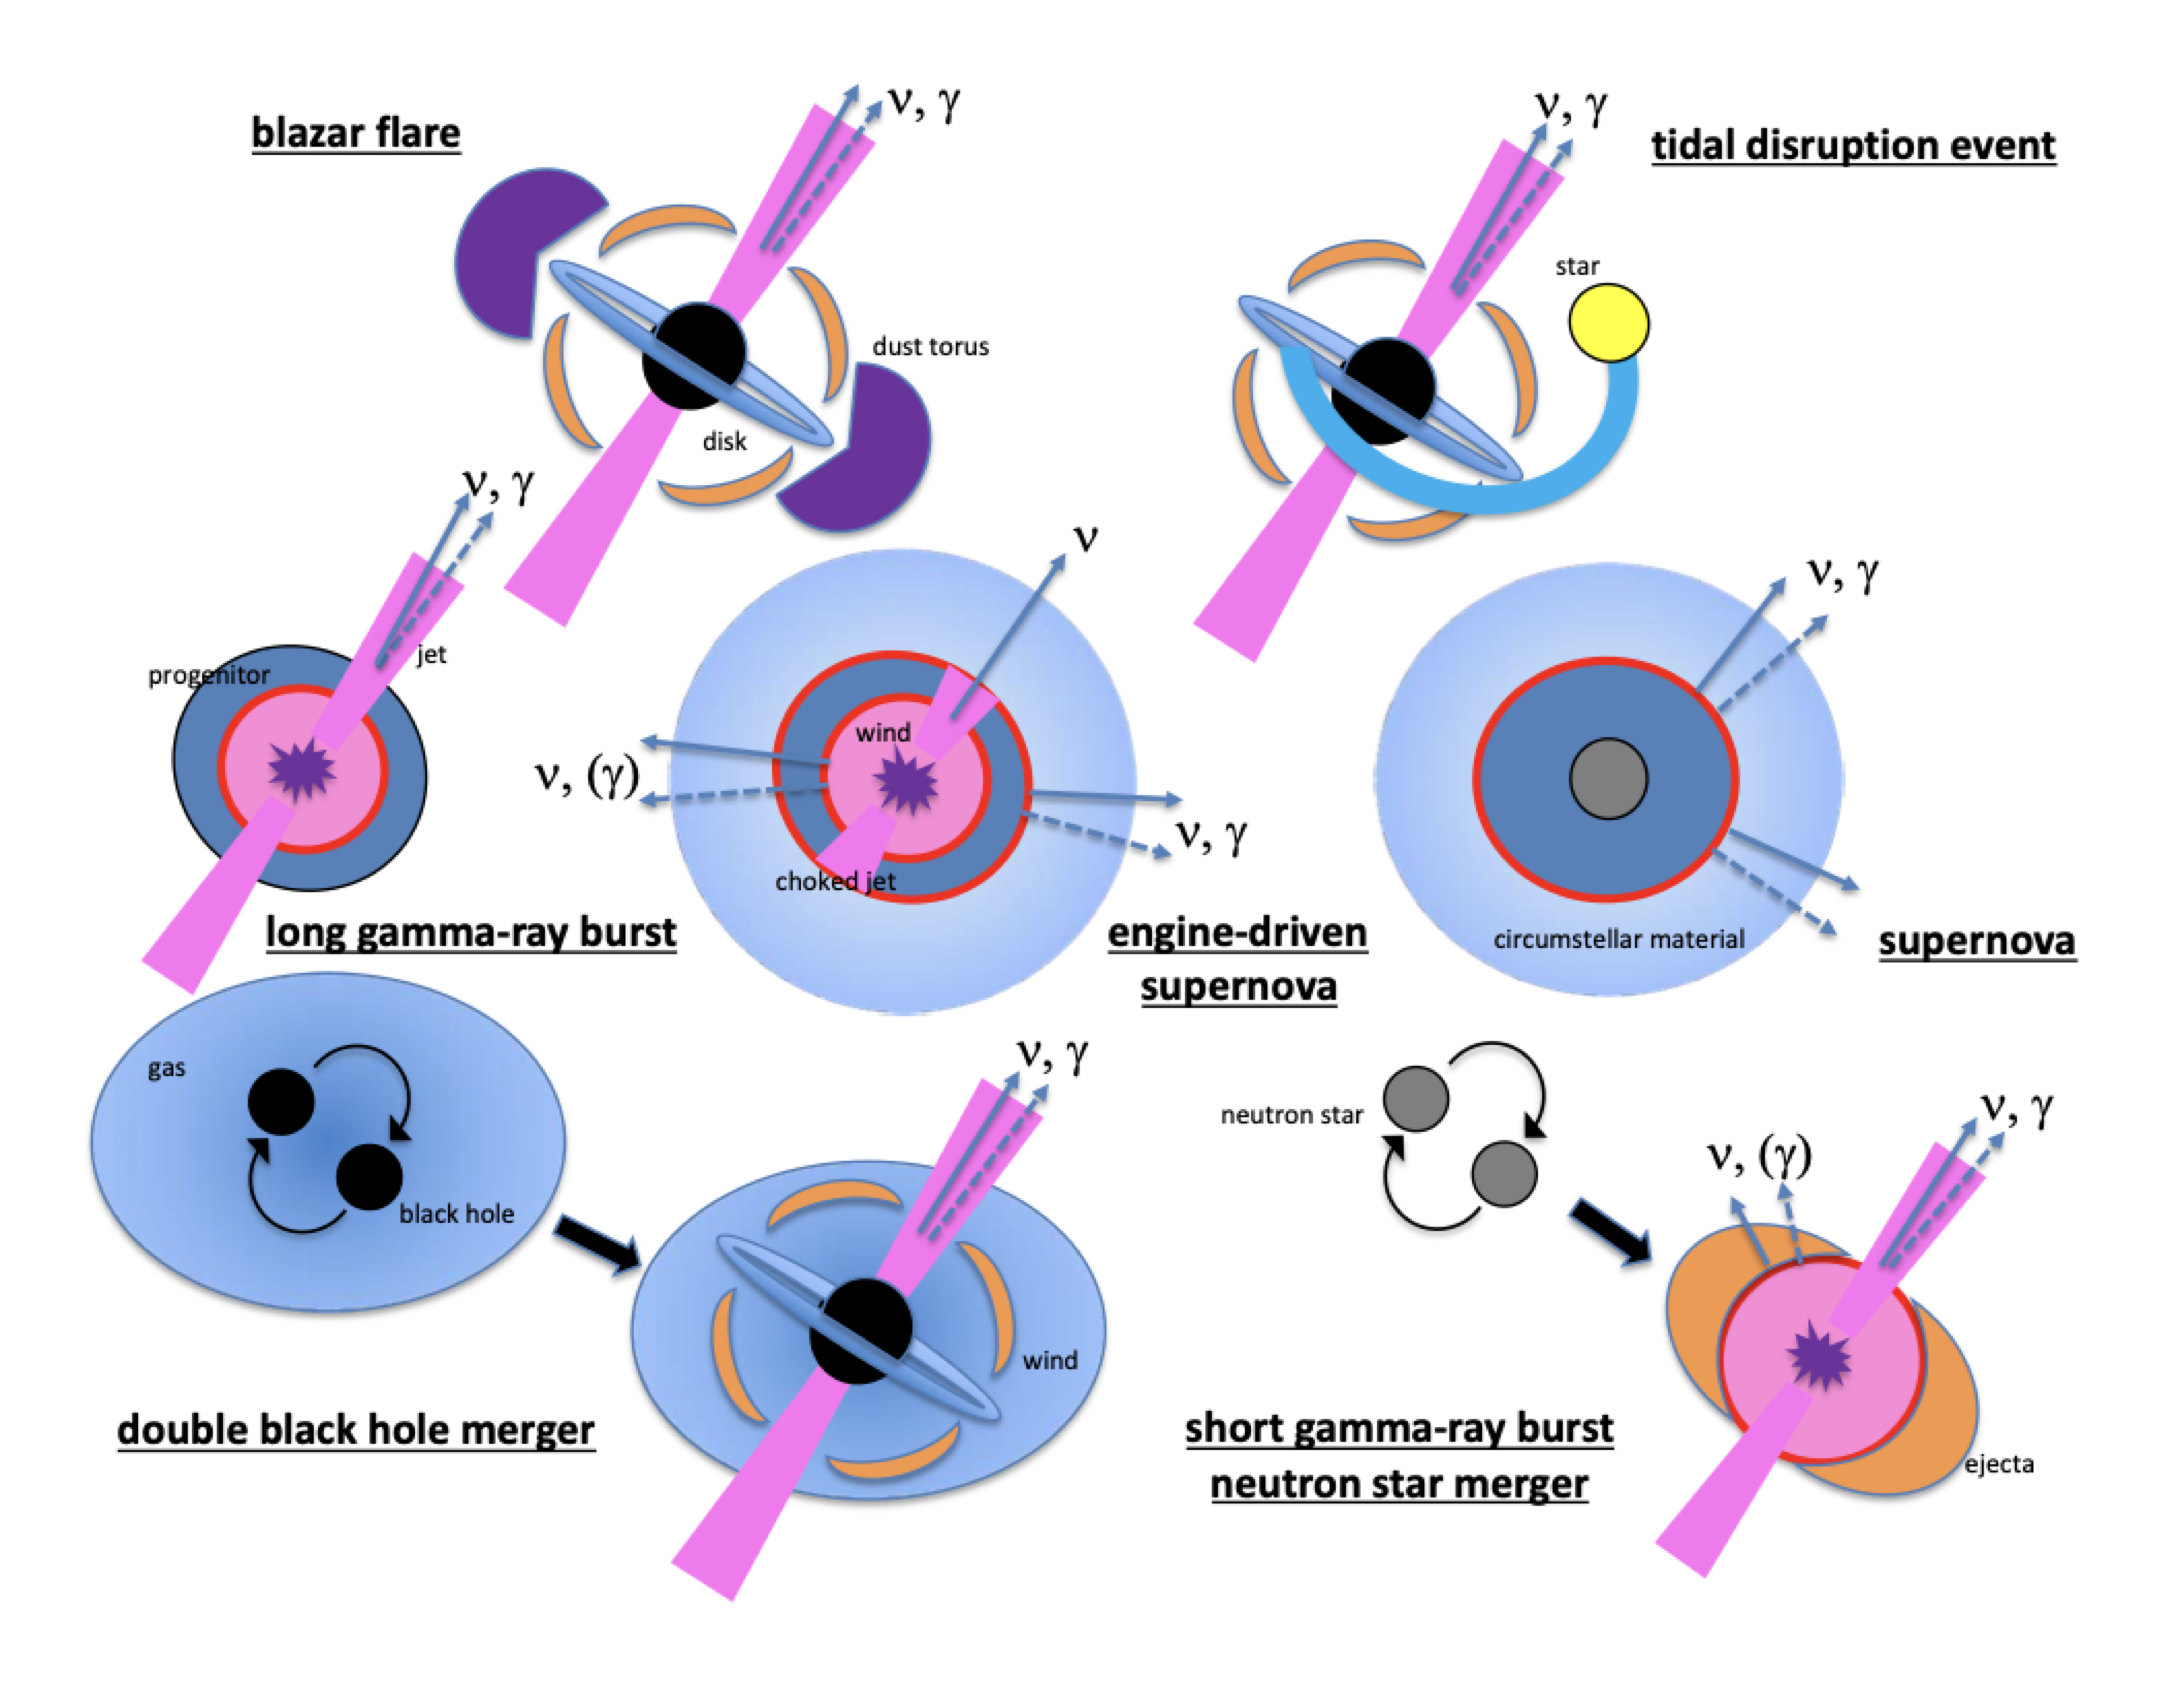 blazar flare
ν, γ
dust torus
disk
ν, γ
tidal disruption event
star
ν, γ
progenitor
jet
long gamma-ray burst
ν
wind
ν, (γ)
ν, γ
choked jet
engine-driven
supernova
ν, γ
circumstellar material
supernova
gas
black hole
ν, γ
wind
double black hole merger
neutron star
ν, (γ)
ν, γ
ejecta
short gamma-ray burst
neutron star merger